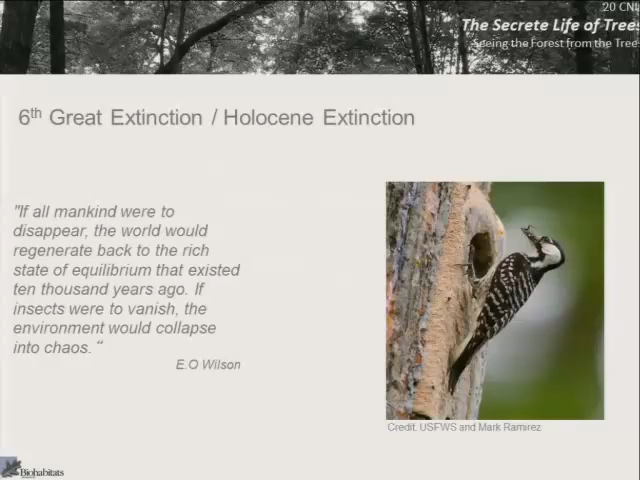 20 CNL
The Secrete Life of Trees
Seeing the Forest from the Tree
6th Great Extinction / Holocene Extinction
"If all mankind were to
disappear, the world would
regenerate back to the rich
state of equilibrium that existed
ten thousand years ago. If
insects were to vanish, the
environment would collapse
into chaos. "
E.O Wilson
Credit: USFWS and Mark Ramirez
Biohabitats